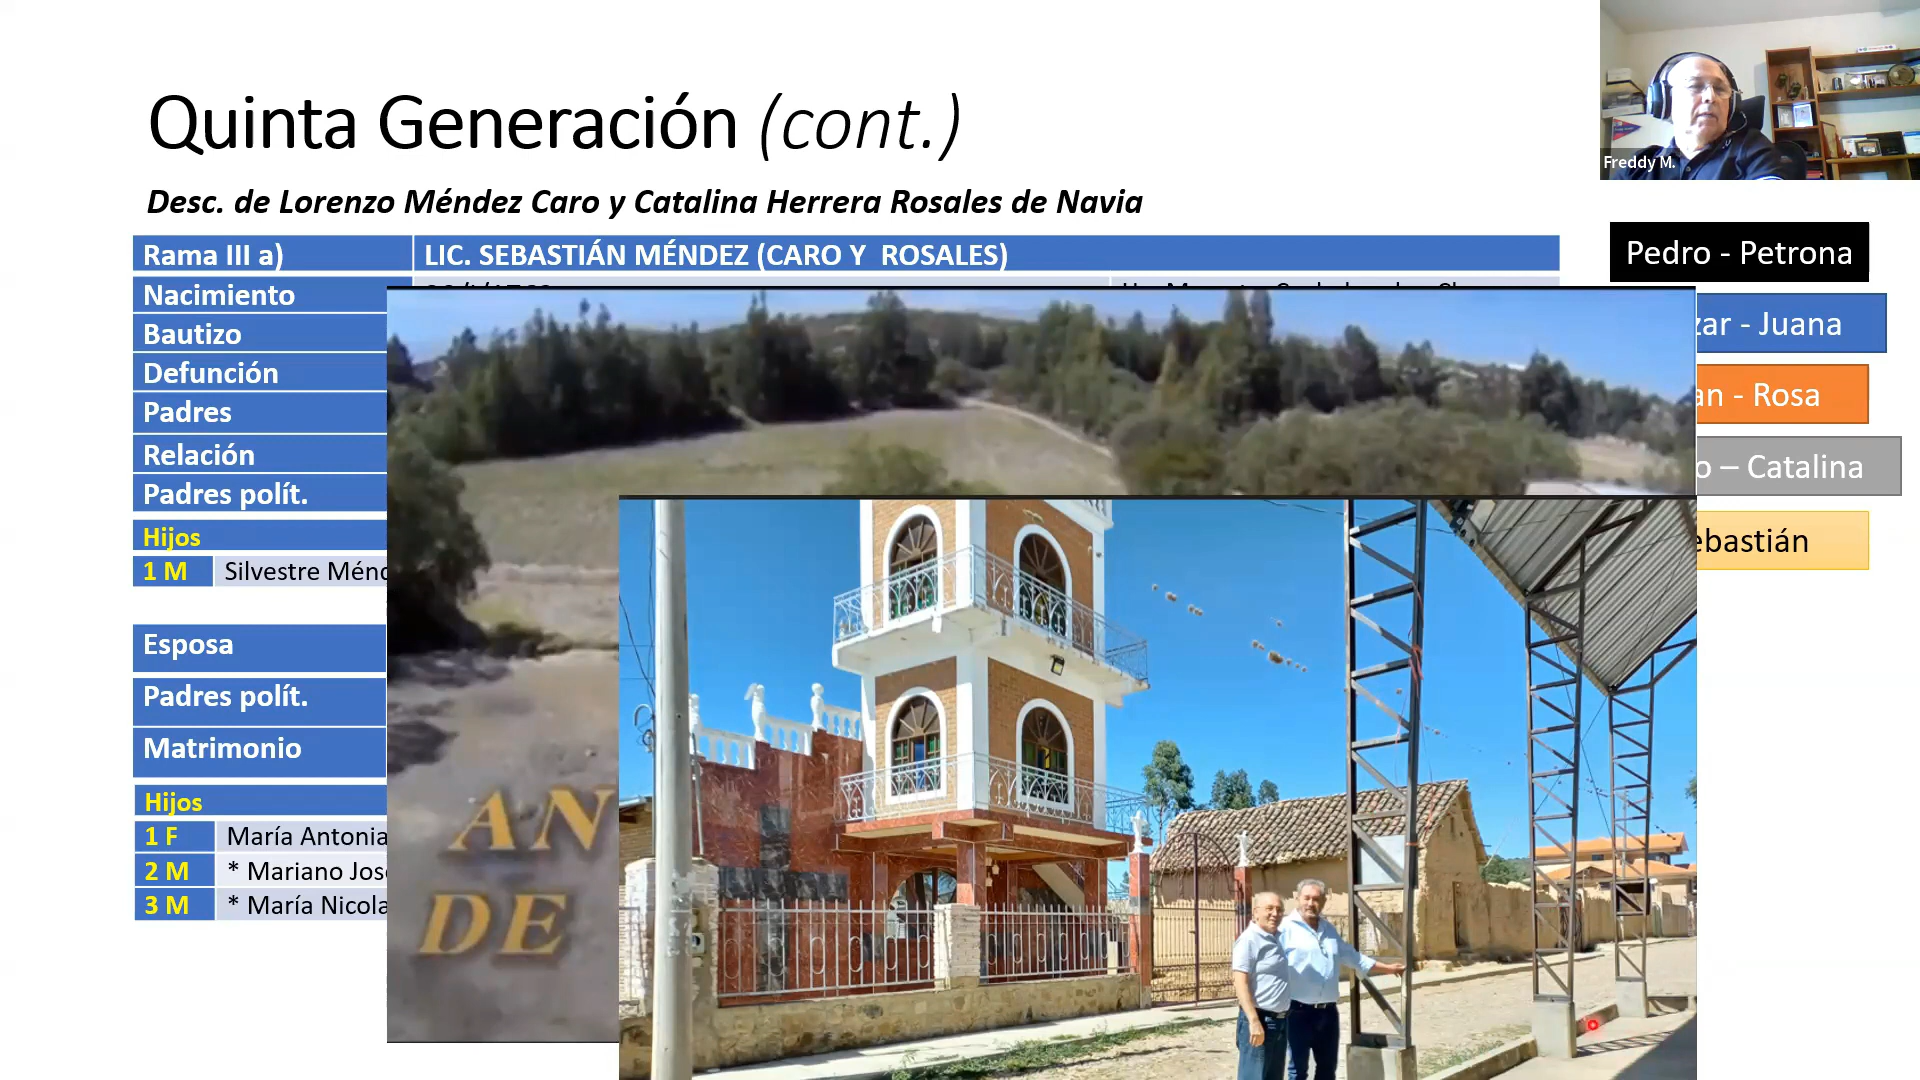 Quinta Generación (cont.)
Freddy M.
Desc. de Lorenzo Méndez Caro y Catalina Herrera Rosales de Navia
Rama III a) LIC. SEBASTIÁN MÉNDEZ (CARO Y ROSALES)
Pedro - Petrona
Nacimiento
Bautizo
zar - Juana
Defunción
Padres
an - Rosa
Relación
o – Catalina
Padres polít.
Hijos
ebastián
1 M Silvestre Ménd
Esposa
Padres polít.
Matrimonio
Hijos
1 F María Antonia
2 M * Mariano Jos
3 M * María Nicola
AN
DE